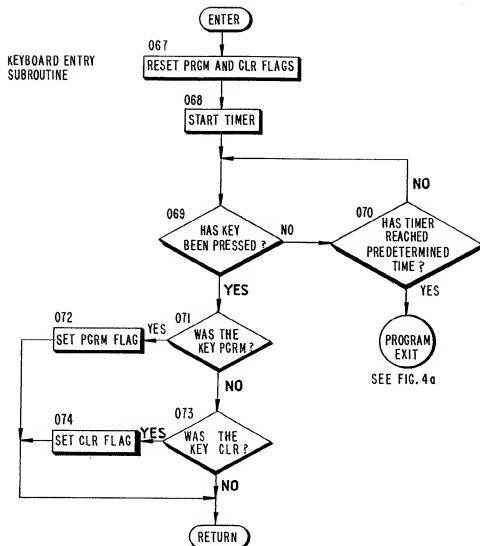 ENTER
067
KEYBOARD ENTRY
SUBROUTINE
RESET PRGM AND CLR FLAGS
068
START TIMER
NO
069
HAS KEY
BEEN PRESSED ?
NO
070
HAS TIMER
REACHED
PREDETERMINED
TIME ?
YES
YES
072
SET PGRM FLAG
YES
071
WAS THE
KEY PGRM ?
PROGRAM
EXIT
SEE FIG. 4a
NO
074
SET CLR FLAG
YES
073
WAS THE
KEY CLR ?
NO
RETURN